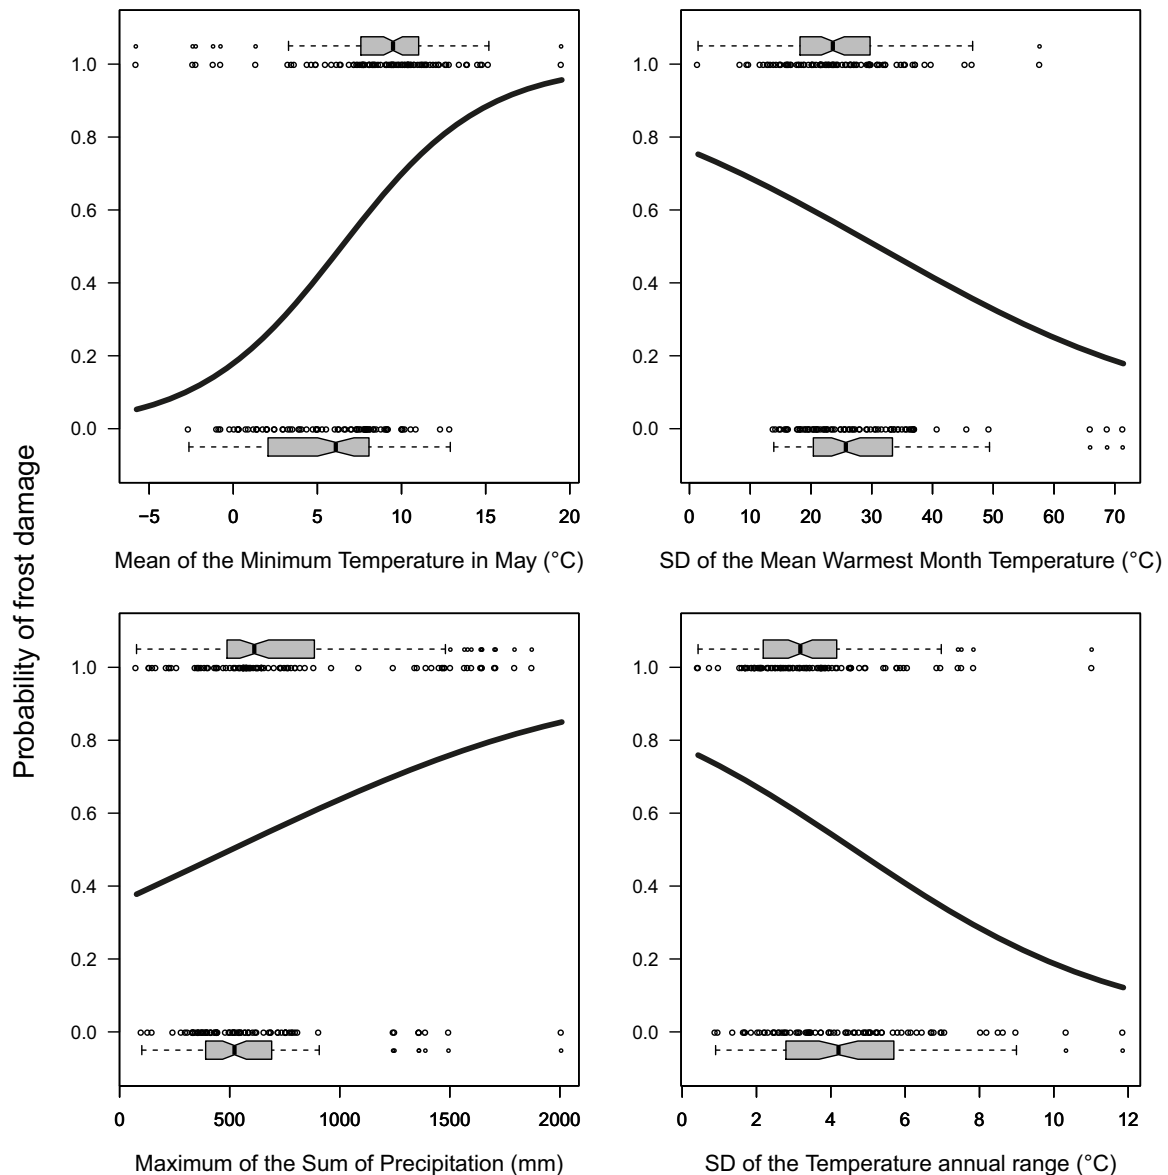 Probability of frost damage
1.0
0.8
0.6
0.4
0.2
0.0
−5 0 5 10 15 20
Mean of the Minimum Temperature in May (°C)
1.0
0.8
0.6
0.4
0.2
0.0
0 10 20 30 40 50 60 70
SD of the Mean Warmest Month Temperature (°C)
1.0
0.8
0.6
0.4
0.2
0.0
0 500 1000 1500 2000
Maximum of the Sum of Precipitation (mm)
1.0
0.8
0.6
0.4
0.2
0.0
0 2 4 6 8 10 12
SD of the Temperature annual range (°C)